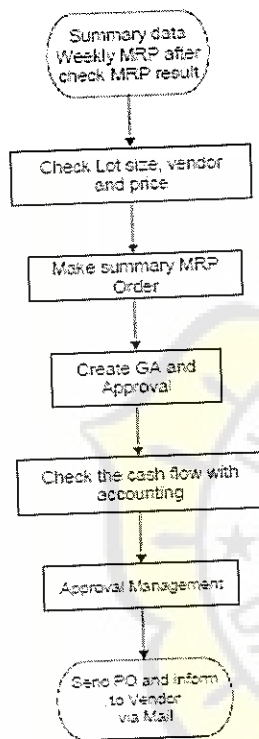 Summary data
Weekly MRP after
check MRP result
Check Lot size, vendor
and price
Make summary MRP
Order
Create GA and
Approval
Check the cash flow with
accounting
Approval Management
Send PO and inform
to Vendor
via Mail